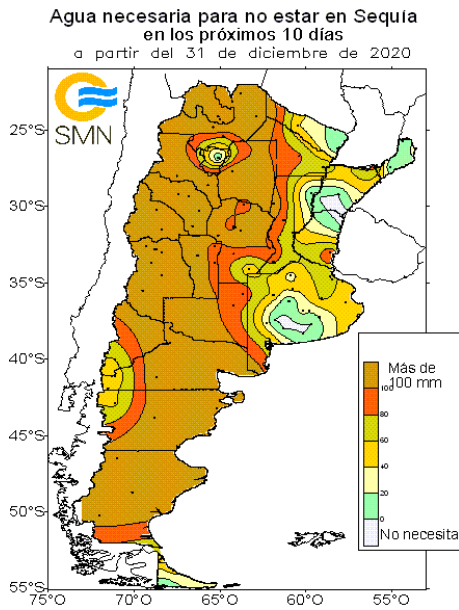 Agua necesaria para no estar en Sequía
en los próximos 10 días
a partir del 31 de diciembre de 2020
SMN
25°S
30°S
35°S
40°S
45°S
50°S
55°S
75°O
70°O
65°O
60°O
55°O
Más de
100 mm
100
80
60
40
20
0
No necesita